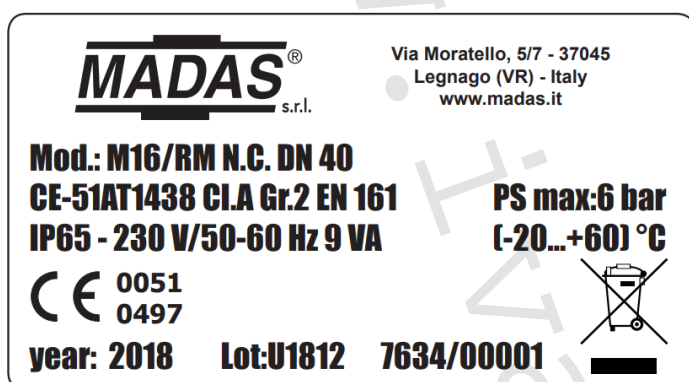 MADAS®
s.r.l.
Via Moratello, 5/7 - 37045
Legnago (VR) - Italy
www.madas.it
Mod.: M16/RM N.C. DN 40
CE-51AT1438 Cl.A Gr.2 EN 161
PS max:6 bar
IP65 - 230 V/50-60 Hz 9 VA
(-20...+60) °C
CE 0051
0497
year: 2018 Lot:U1812 7634/00001